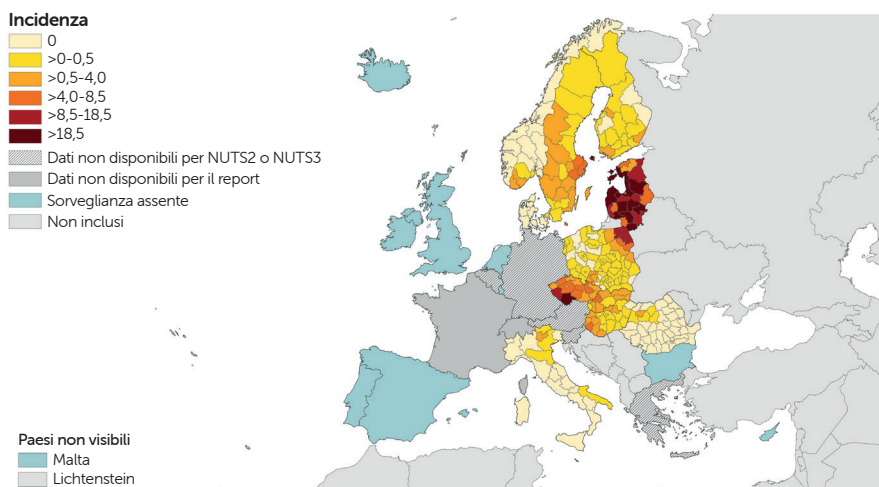 Incidenza
0
>0-0,5
>0,5-4,0
>4,0-8,5
>8,5-18,5
>18,5
Dati non disponibili per NUTS2 o NUTS3
Dati non disponibili per il report
Sorveglianza assente
Non inclusi
Paesi non visibili
Malta
Lichtenstein